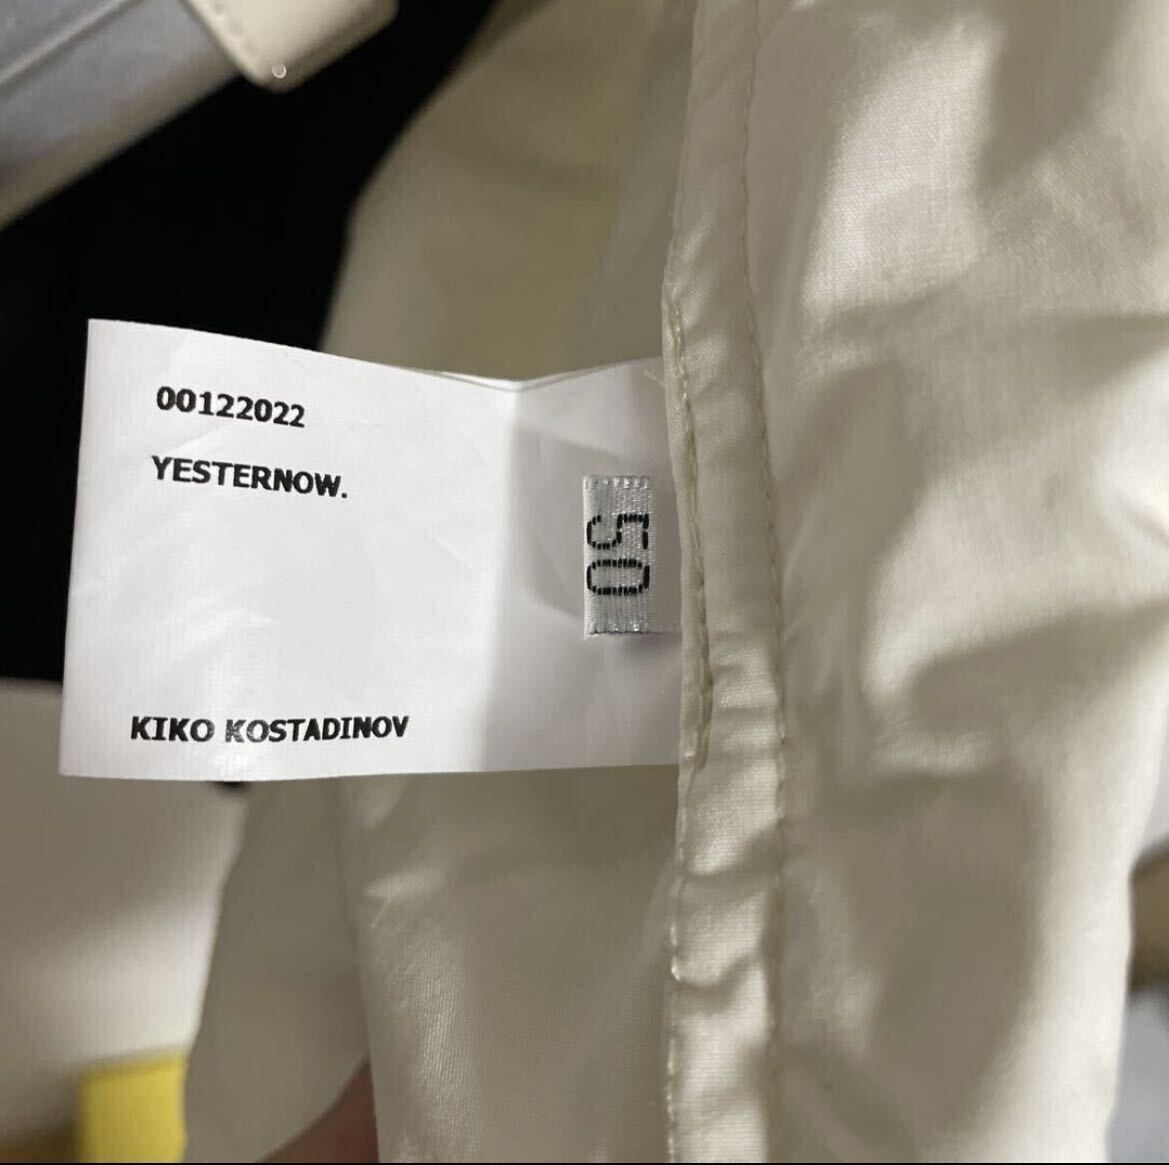 00122022
YESTERNOW.
50
KIKO KOSTADINOV